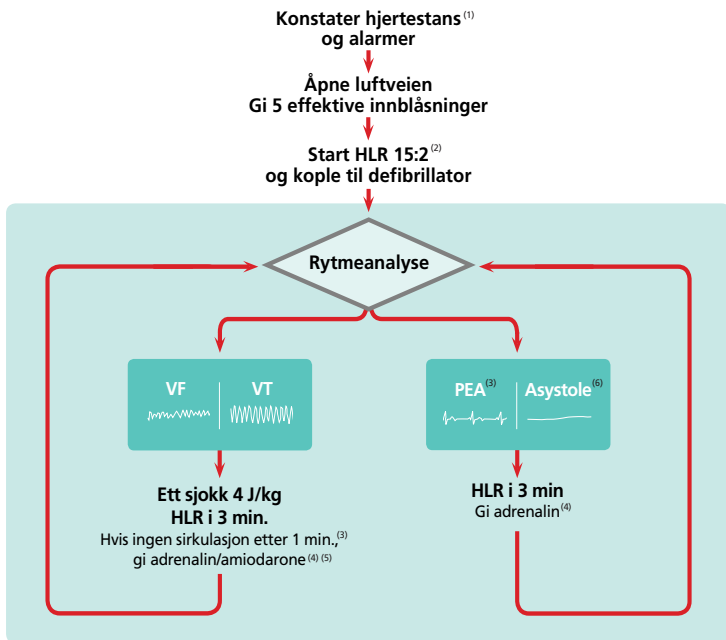 Konstater hjertestans (1)
og alarmer
Åpne luftveien
Gi 5 effektive innblåsninger
Start HLR 15:2 (2)
og kople til defibrillator
Rytmeanalyse
VF
VT
PEA (3)
Asystole (6)
Ett sjokk 4 J/kg
HLR i 3 min.
Hvis ingen sirkulasjon etter 1 min., (3)
gi adrenalin/amiodarone (4) (5)
HLR i 3 min
Gi adrenalin (4)